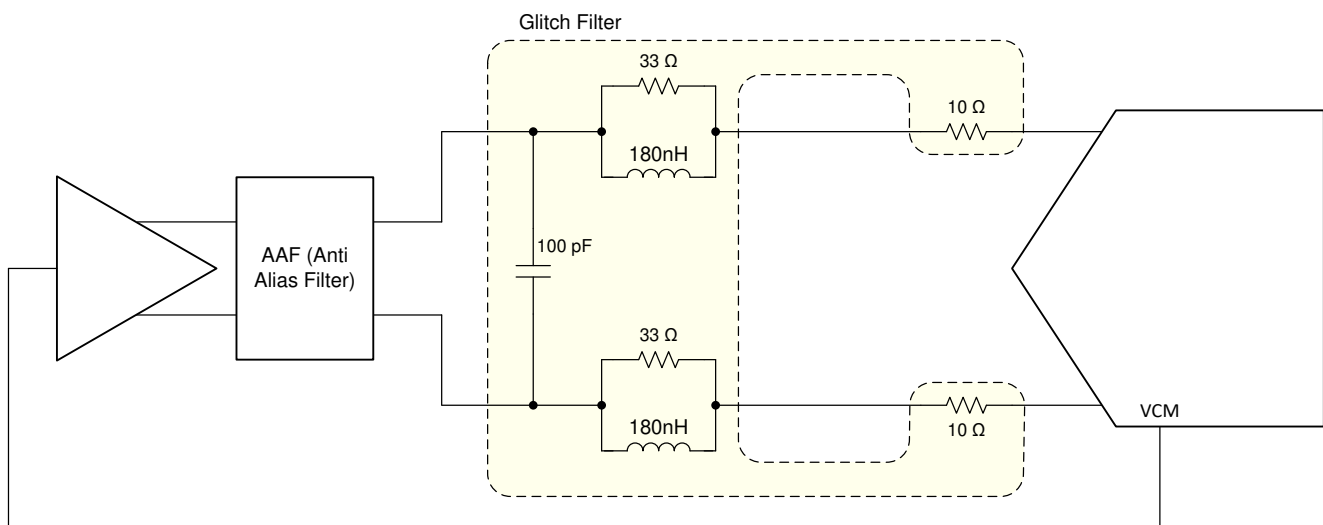 Glitch Filter
33 Ω
10 Ω
180nH
AAF (Anti
Alias Filter)
100 pF
33 Ω
180nH
10 Ω
VCM